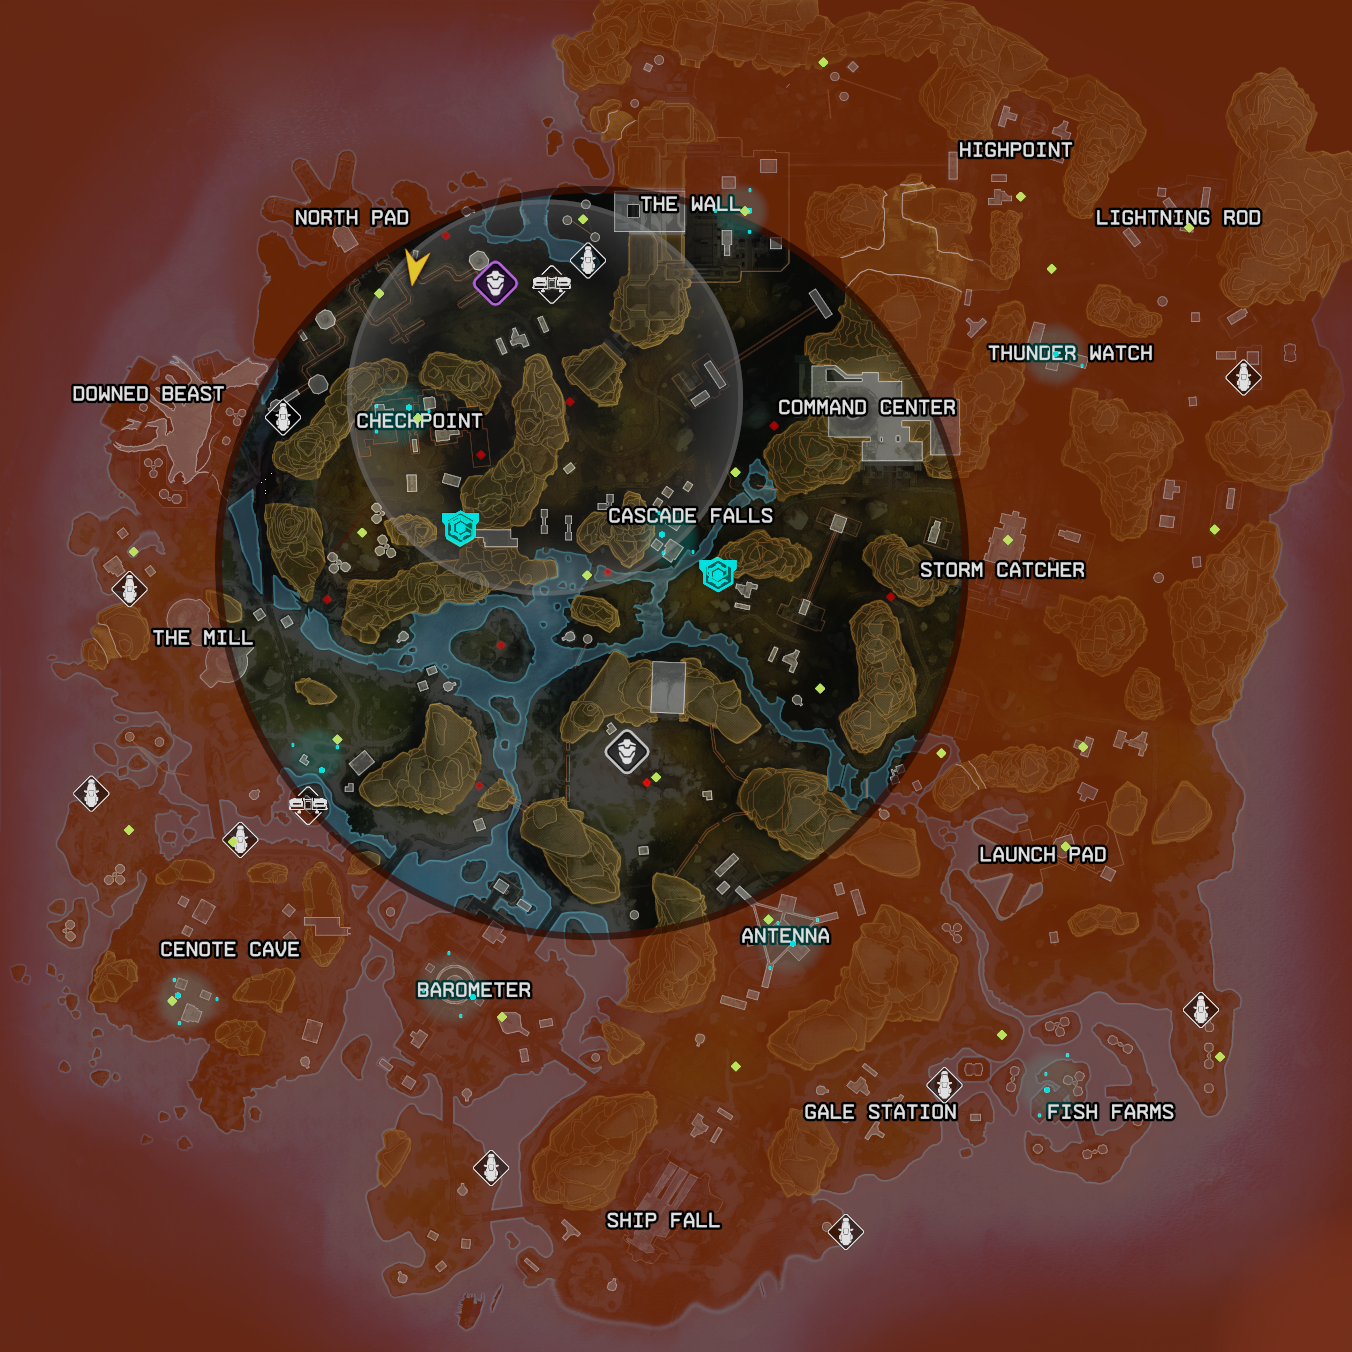 HIGHPOINT
THE WALL
NORTH PAD
LIGHTNING ROD
THUNDER WATCH
DOWNED BEAST
COMMAND CENTER
CHECKPOINT
CASCADE FALLS
STORM CATCHER
THE MILL
LAUNCH PAD
ANTENNA
CENOTE CAVE
BAROMETER
GALE STATION
FISH FARMS
SHIP FALL